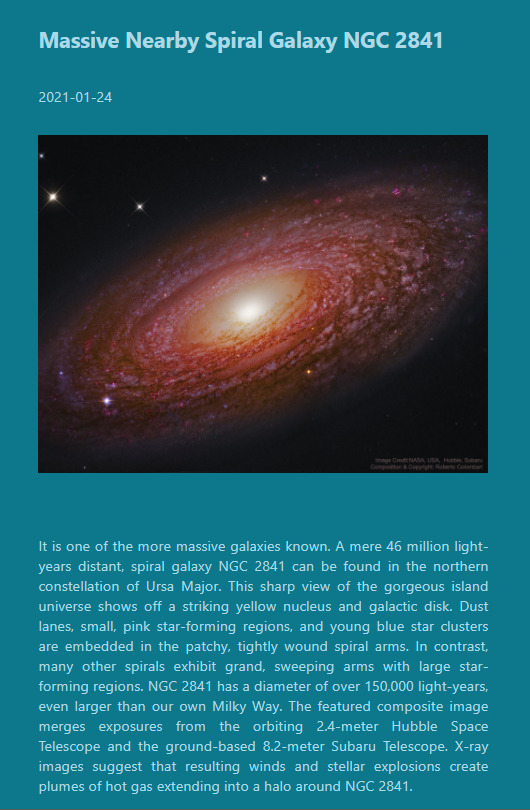 Massive Nearby Spiral Galaxy NGC 2841
2021-01-24
Image Credit:NASA, USA, Hubble, Subaru
Composition & Copyright: Roberto Colombari
It is one of the more massive galaxies known. A mere 46 million light-
years distant, spiral galaxy NGC 2841 can be found in the northern
constellation of Ursa Major. This sharp view of the gorgeous island
universe shows off a striking yellow nucleus and galactic disk. Dust
lanes, small, pink star-forming regions, and young blue star clusters
are embedded in the patchy, tightly wound spiral arms. In contrast,
many other spirals exhibit grand, sweeping arms with large star-
forming regions. NGC 2841 has a diameter of over 150,000 light-years,
even larger than our own Milky Way. The featured composite image
merges exposures from the orbiting 2.4-meter Hubble Space
Telescope and the ground-based 8.2-meter Subaru Telescope. X-ray
images suggest that resulting winds and stellar explosions create
plumes of hot gas extending into a halo around NGC 2841.